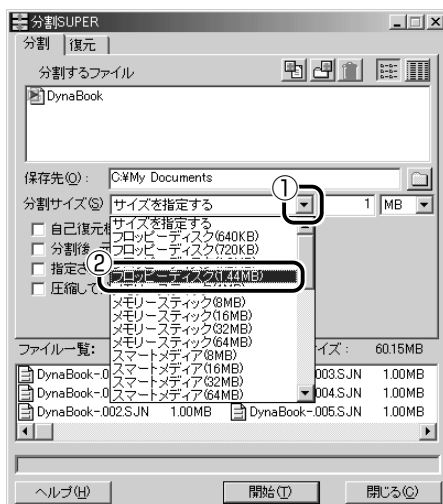 分割SUPER
分割 復元
分割するファイル
DynaBook
保存先(O): C:¥My Documents
①
分割サイズ(S) サイズを指定する 1 MB
サイズを指定する
自己復元
フロッピーディスク(640KB)
分割後
フロッピーディスク(720KB)
指定さ
②
フロッピーディスク(1.44MB)
圧縮して
メモリースティック(8MB)
メモリースティック(16MB)
メモリースティック(32MB)
メモリースティック(64MB)
スマートメディア(8MB)
スマートメディア(16MB)
スマートメディア(32MB)
スマートメディア(64MB)
ファイル一覧: イズ: 60.15MB
DynaBook-.0 003.SJN 1.00MB
DynaBook-.0 004.SJN 1.00MB
DynaBook-.002.SJN 1.00MB DynaBook-.005.SJN 1.00MB
ヘルプ(H) 開始(T) 閉じる(C)